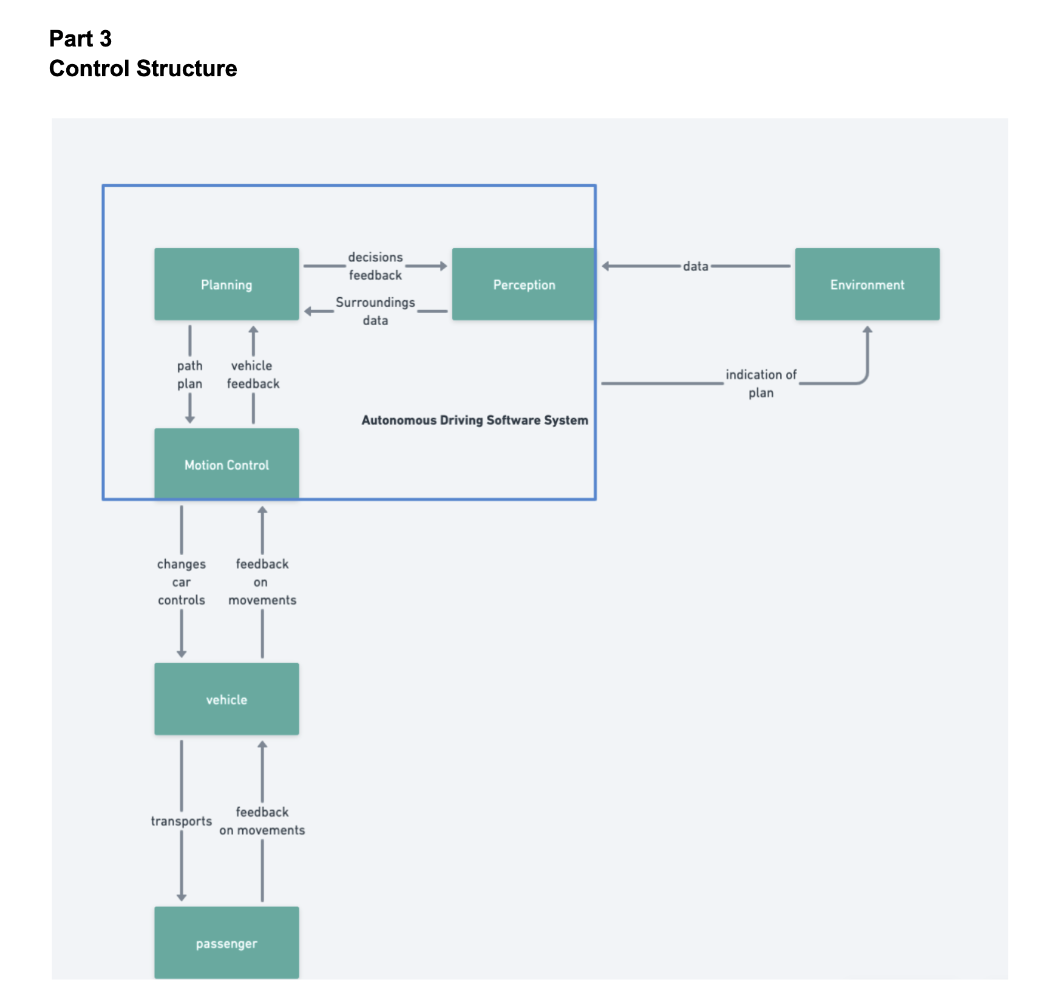 Part 3
Control Structure
decisions
feedback
Planning
Perception
data
Environment
Surroundings
data
path
plan
vehicle
feedback
indication of
plan
Autonomous Driving Software System
Motion Control
changes
car
controls
feedback
on
movements
vehicle
transports
feedback
on movements
passenger